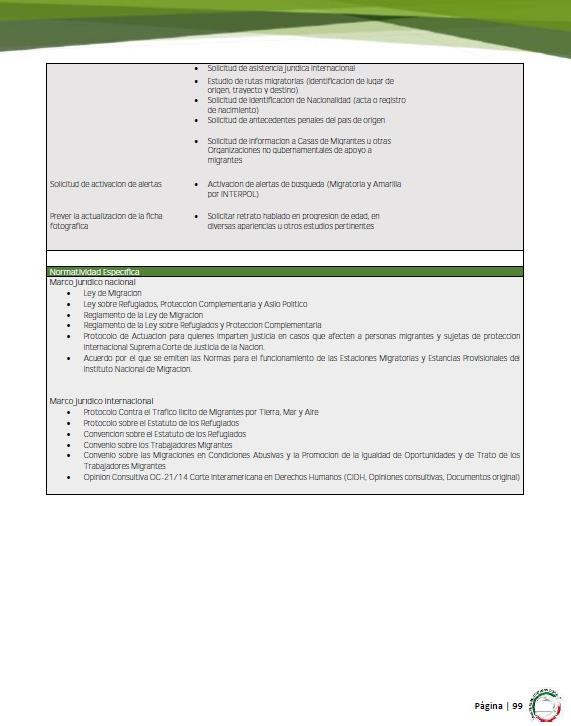 • Solicitud de asistencia jurídica internacional
• Estudio de rutas migratorias (identificacion de lugar de
origen, trayecto y destino)
• Solicitud de identificacion de Nacionalidad (acta o registro
de nacimiento)
• Solicitud de antecedentes penales del pais de origen
• Solicitud de informacion a Casas de Migrantes u otras
Organizaciones no gubernamentales de apoyo a
migrantes
Solicitud de activacion de alertas
• Activacion de alertas de busqueda (Migratoria y Amarilla
por INTERPOL)
Prever la actualizacion de la ficha
fotografica
• Solicitar retrato hablado en progresion de edad, en
diversas apariencias u otros estudios pertinentes
Normatividad Especifica
Marco Juridico nacional
• Ley de Migracion
• Ley sobre Refugiados, Proteccion Complementaria y Asilo Politico
• Reglamento de la Ley de Migracion
• Reglamento de la Ley sobre Refugiados y Proteccion Complementaria
• Protocolo de Actuacion para quienes imparten justicia en casos que afecten a personas migrantes y sujetas de proteccion
internacional Suprema Corte de Justicia de la Nacion.
• Acuerdo por el que se emiten las Normas para el funcionamiento de las Estaciones Migratorias y Estancias Provisionales del
Instituto Nacional de Migracion.
Marco Juridico Internacional
• Protocolo Contra el Trafico Ilicito de Migrantes por Tierra, Mar y Aire
• Protocolo sobre el Estatuto de los Refugiados
• Convencion sobre el Estatuto de los Refugiados
• Convenio sobre los Trabajadores Migrantes
• Convenio sobre las Migraciones en Condiciones Abusivas y la Promocion de la Igualdad de Oportunidades y de Trato de los
Trabajadores Migrantes
• Opinion Consultiva OC-21/14 Corte Interamericana en Derechos Humanos (CIDH, Opiniones consultivas, Documentos original)
Página | 99